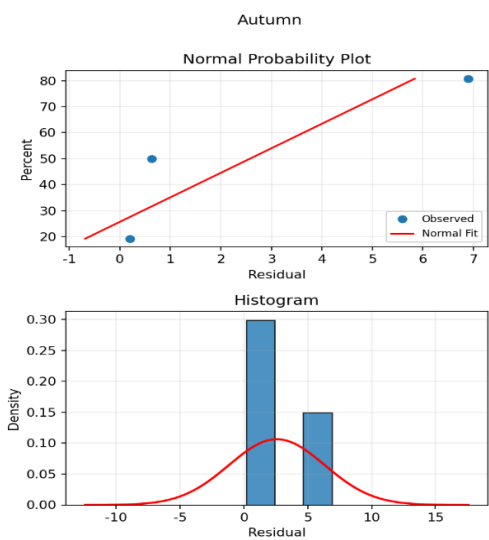 Autumn
Normal Probability Plot
80
70
60
50
40
30
20
Percent
Observed
Normal Fit
-1 0 1 2 3 4 5 6 7
Residual
Histogram
0.30
0.25
0.20
0.15
0.10
0.05
0.00
Density
-10 -5 0 5 10 15
Residual